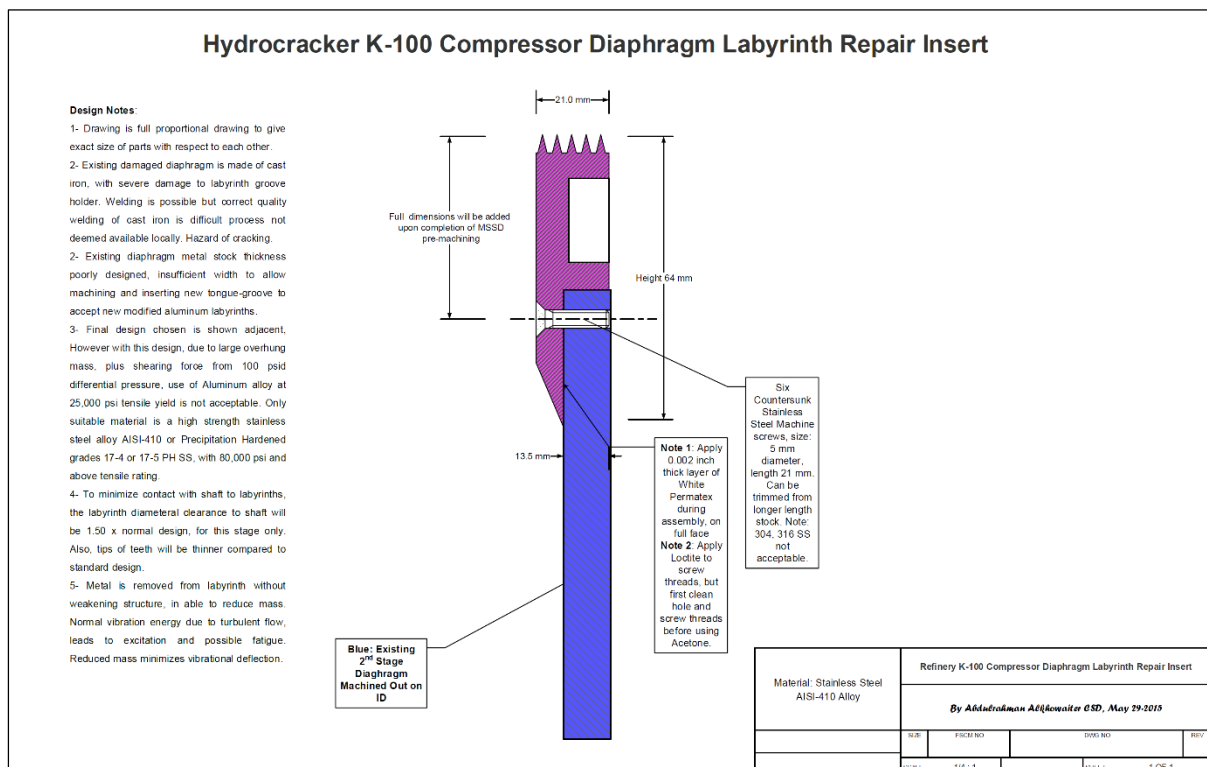 Hydrocracker K-100 Compressor Diaphragm Labyrinth Repair Insert
Design Notes:
1- Drawing is full proportional drawing to give
exact size of parts with respect to each other.
2- Existing damaged diaphragm is made of cast
iron, with severe damage to labyrinth groove
holder. Welding is possible but correct quality
welding of cast iron is difficult process not
deemed available locally. Hazard of cracking.
2- Existing diaphragm metal stock thickness
poorly designed, insufficient width to allow
machining and inserting new tongue-groove to
accept new modified aluminum labyrinths.
3- Final design chosen is shown adjacent,
However with this design, due to large overhung
mass, plus shearing force from 100 psid
differential pressure, use of Aluminum alloy at
25,000 psi tensile yield is not acceptable. Only
suitable material is a high strength stainless
steel alloy AISI-410 or Precipitation Hardened
grades 17-4 or 17-5 PH SS, with 80,000 psi and
above tensile rating.
4- To minimize contact with shaft to labyrinths,
the labyrinth diameteral clearance to shaft will
be 1.50 x normal design, for this stage only.
Also, tips of teeth will be thinner compared to
standard design.
5- Metal is removed from labyrinth without
weakening structure, in able to reduce mass.
Normal vibration energy due to turbulent flow,
leads to excitation and possible fatigue.
Reduced mass minimizes vibrational deflection.
21.0 mm
Full dimensions will be added
upon completion of MSSD
pre-machining
Height 64 mm
13.5 mm
Six
Countersunk
Stainless
Steel Machine
screws, size:
5 mm
diameter,
length 21 mm.
Can be
trimmed from
longer length
stock. Note:
304, 316 SS
not
acceptable.
Note 1: Apply
0.002 inch
thick layer of
White
Permatex
during
assembly, on
full face
Note 2: Apply
Loctite to
screw
threads, but
first clean
hole and
screw threads
before using
Acetone.
Blue: Existing
2nd Stage
Diaghragm
Machined Out on
ID
Material: Stainless Steel
AISI-410 Alloy
Refinery K-100 Compressor Diaphragm Labyrinth Repair Insert
By Abdulrahman Alkhowaiter CSD, May 29-2015
SIZE FSCM NO DWG NO REV